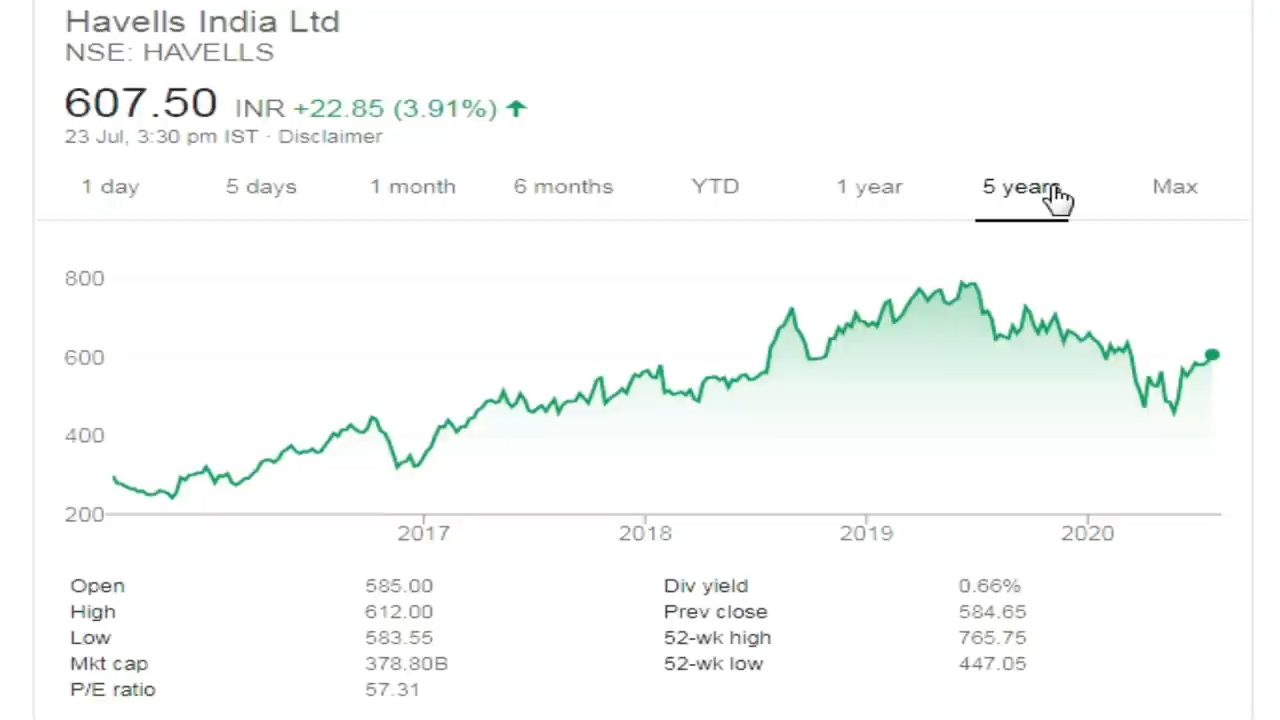 Havells India Ltd
NSE: HAVELLS
607.50 INR +22.85 (3.91%)
23 Jul, 3:30 pm IST · Disclaimer
1 day 5 days 1 month 6 months YTD 1 year 5 years Max
800
600
400
200
2017 2018 2019 2020
Open 585.00 Div yield 0.66%
High 612.00 Prev close 584.65
Low 583.55 52-wk high 765.75
Mkt cap 378.80B 52-wk low 447.05
P/E ratio 57.31